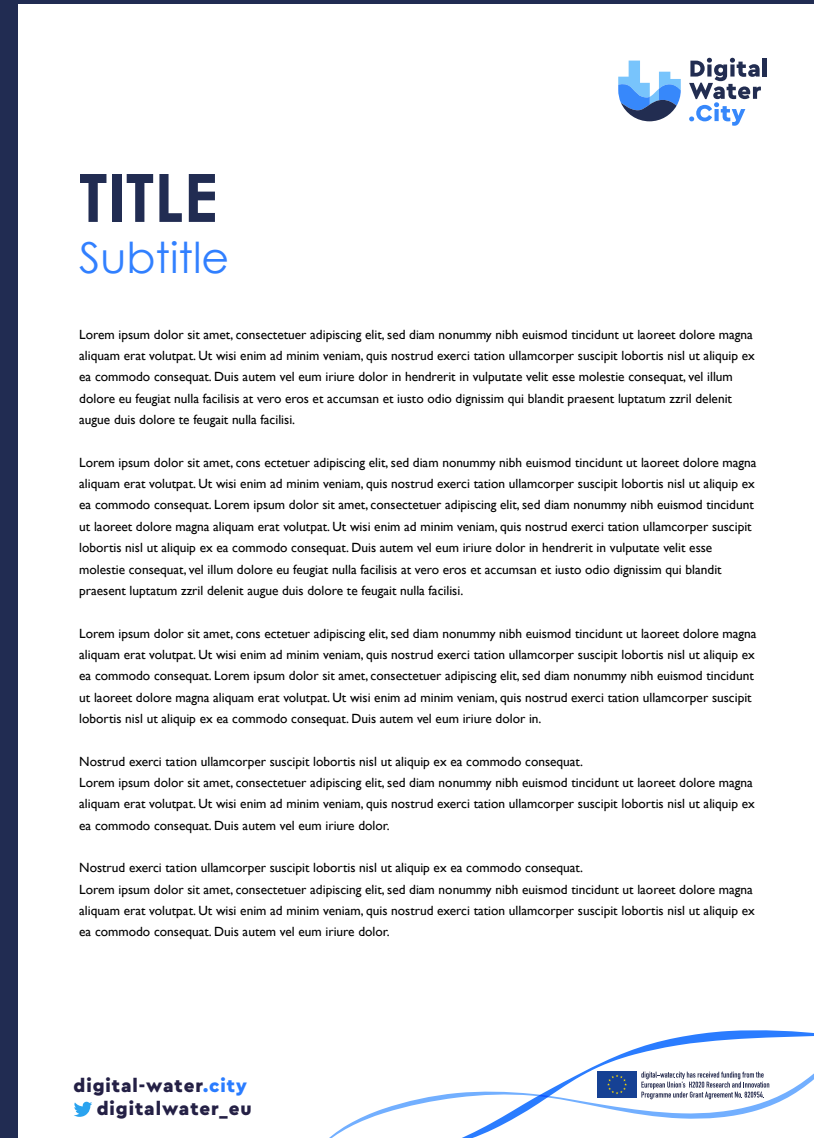 Digital
Water
.City
TITLE
Subtitle
Lorem ipsum dolor sit amet, consectetuer adipiscing elit, sed diam nonummy nibh euismod tincidunt ut laoreet dolore magna
aliquam erat volutpat. Ut wisi enim ad minim veniam, quis nostrud exerci tation ullamcorper suscipit lobortis nisl ut aliquip ex
ea commodo consequat. Duis autem vel eum iriure dolor in hendrerit in vulputate velit esse molestie consequat, vel illum
dolore eu feugiat nulla facilisis at vero eros et accumsan et iusto odio dignissim qui blandit praesent luptatum zzril delenit
augue duis dolore te feugait nulla facilisi.
Lorem ipsum dolor sit amet, cons ectetuer adipiscing elit, sed diam nonummy nibh euismod tincidunt ut laoreet dolore magna
aliquam erat volutpat. Ut wisi enim ad minim veniam, quis nostrud exerci tation ullamcorper suscipit lobortis nisl ut aliquip ex
ea commodo consequat. Lorem ipsum dolor sit amet, consectetuer adipiscing elit, sed diam nonummy nibh euismod tincidunt
ut laoreet dolore magna aliquam erat volutpat. Ut wisi enim ad minim veniam, quis nostrud exerci tation ullamcorper suscipit
lobortis nisl ut aliquip ex ea commodo consequat. Duis autem vel eum iriure dolor in hendrerit in vulputate velit esse
molestie consequat, vel illum dolore eu feugiat nulla facilisis at vero eros et accumsan et iusto odio dignissim qui blandit
praesent luptatum zzril delenit augue duis dolore te feugait nulla facilisi.
Lorem ipsum dolor sit amet, cons ectetuer adipiscing elit, sed diam nonummy nibh euismod tincidunt ut laoreet dolore magna
aliquam erat volutpat. Ut wisi enim ad minim veniam, quis nostrud exerci tation ullamcorper suscipit lobortis nisl ut aliquip ex
ea commodo consequat. Lorem ipsum dolor sit amet, consectetuer adipiscing elit, sed diam nonummy nibh euismod tincidunt
ut laoreet dolore magna aliquam erat volutpat. Ut wisi enim ad minim veniam, quis nostrud exerci tation ullamcorper suscipit
lobortis nisl ut aliquip ex ea commodo consequat. Duis autem vel eum iriure dolor in.
Nostrud exerci tation ullamcorper suscipit lobortis nisl ut aliquip ex ea commodo consequat.
Lorem ipsum dolor sit amet, consectetuer adipiscing elit, sed diam nonummy nibh euismod tincidunt ut laoreet dolore magna
aliquam erat volutpat. Ut wisi enim ad minim veniam, quis nostrud exerci tation ullamcorper suscipit lobortis nisl ut aliquip ex
ea commodo consequat. Duis autem vel eum iriure dolor.
Nostrud exerci tation ullamcorper suscipit lobortis nisl ut aliquip ex ea commodo consequat.
Lorem ipsum dolor sit amet, consectetuer adipiscing elit, sed diam nonummy nibh euismod tincidunt ut laoreet dolore magna
aliquam erat volutpat. Ut wisi enim ad minim veniam, quis nostrud exerci tation ullamcorper suscipit lobortis nisl ut aliquip ex
ea commodo consequat. Duis autem vel eum iriure dolor.
digital-water.city
digitalwater_eu
digital-water.city has received funding from the
European Union's H2020 Research and Innovation
Programme under Grant Agreement No. 820954.